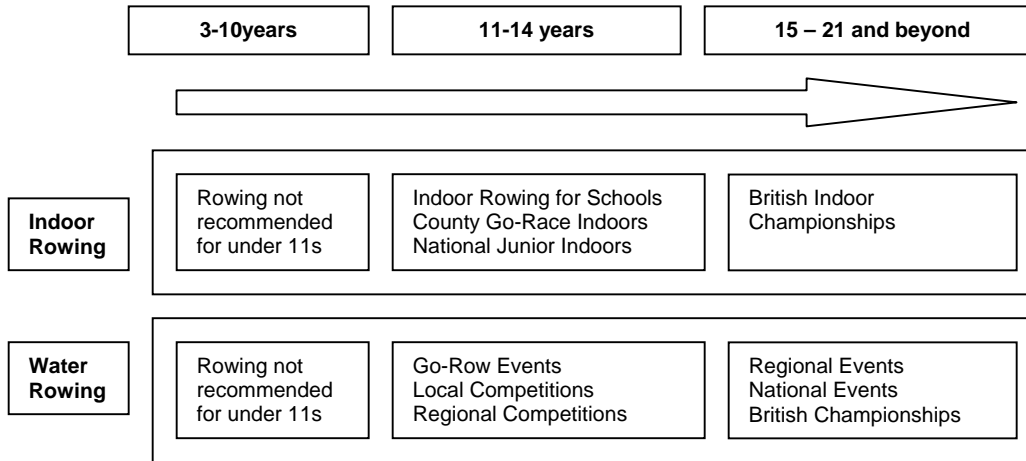 3-10years
11-14 years
15 – 21 and beyond
Indoor
Rowing
Rowing not
recommended
for under 11s
Indoor Rowing for Schools
County Go-Race Indoors
National Junior Indoors
British Indoor
Championships
Water
Rowing
Rowing not
recommended
for under 11s
Go-Row Events
Local Competitions
Regional Competitions
Regional Events
National Events
British Championships